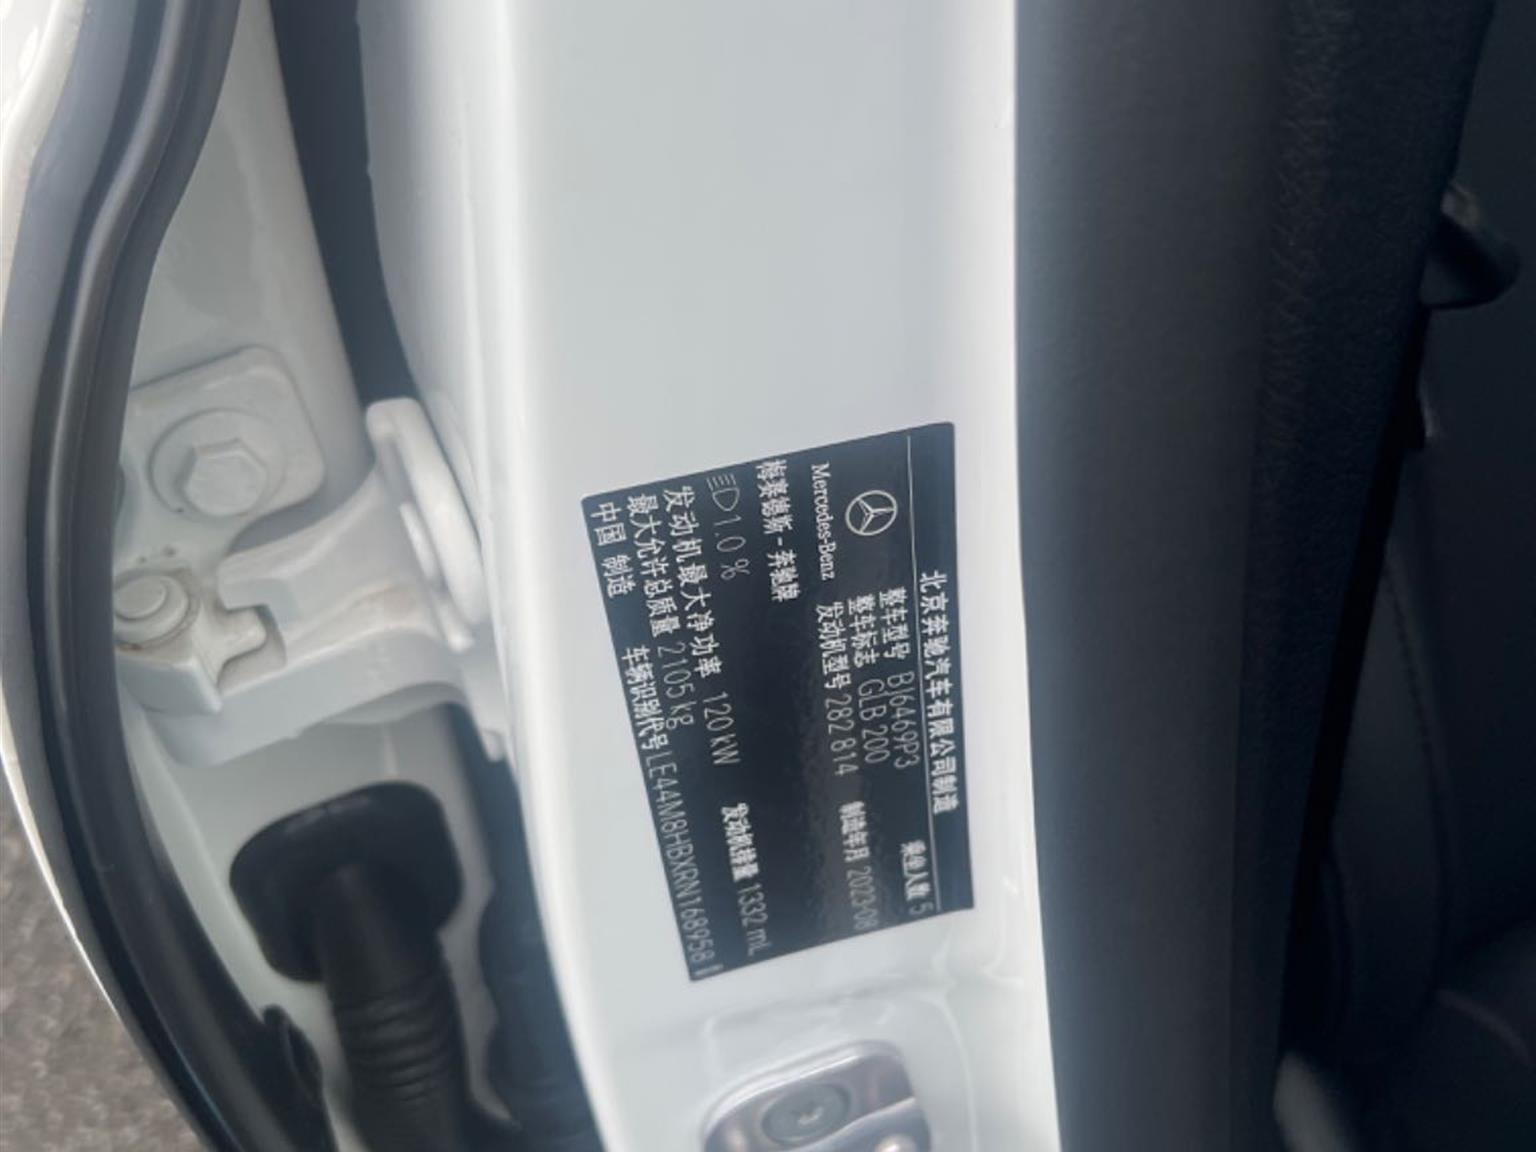 北京奔驰汽车有限公司制造
Mercedes-Benz
梅赛德斯-奔驰牌
整车型号 BJ6469P3 乘坐人数 5
整车标志 GLB 200
发动机型号 282 814 制造年月 2023-08
1.0 %
发动机最大净功率 120 kW 发动机排量 1332 mL
最大允许总质量 2105 kg
中国 制造 车辆识别代号 LE44M8HBXRN168958